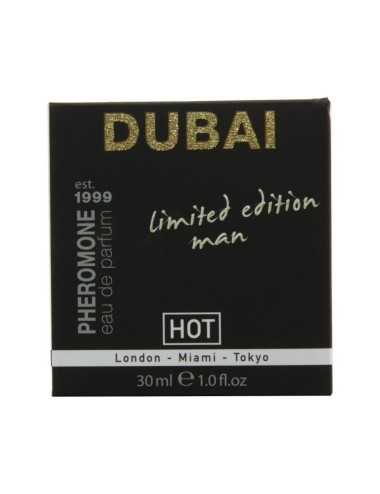 DUBAI
est.
1999
PHEROMONE
eau de parfum
limited edition
man
HOT
London - Miami - Tokyo
30 ml ℮ 1.0 fl.oz